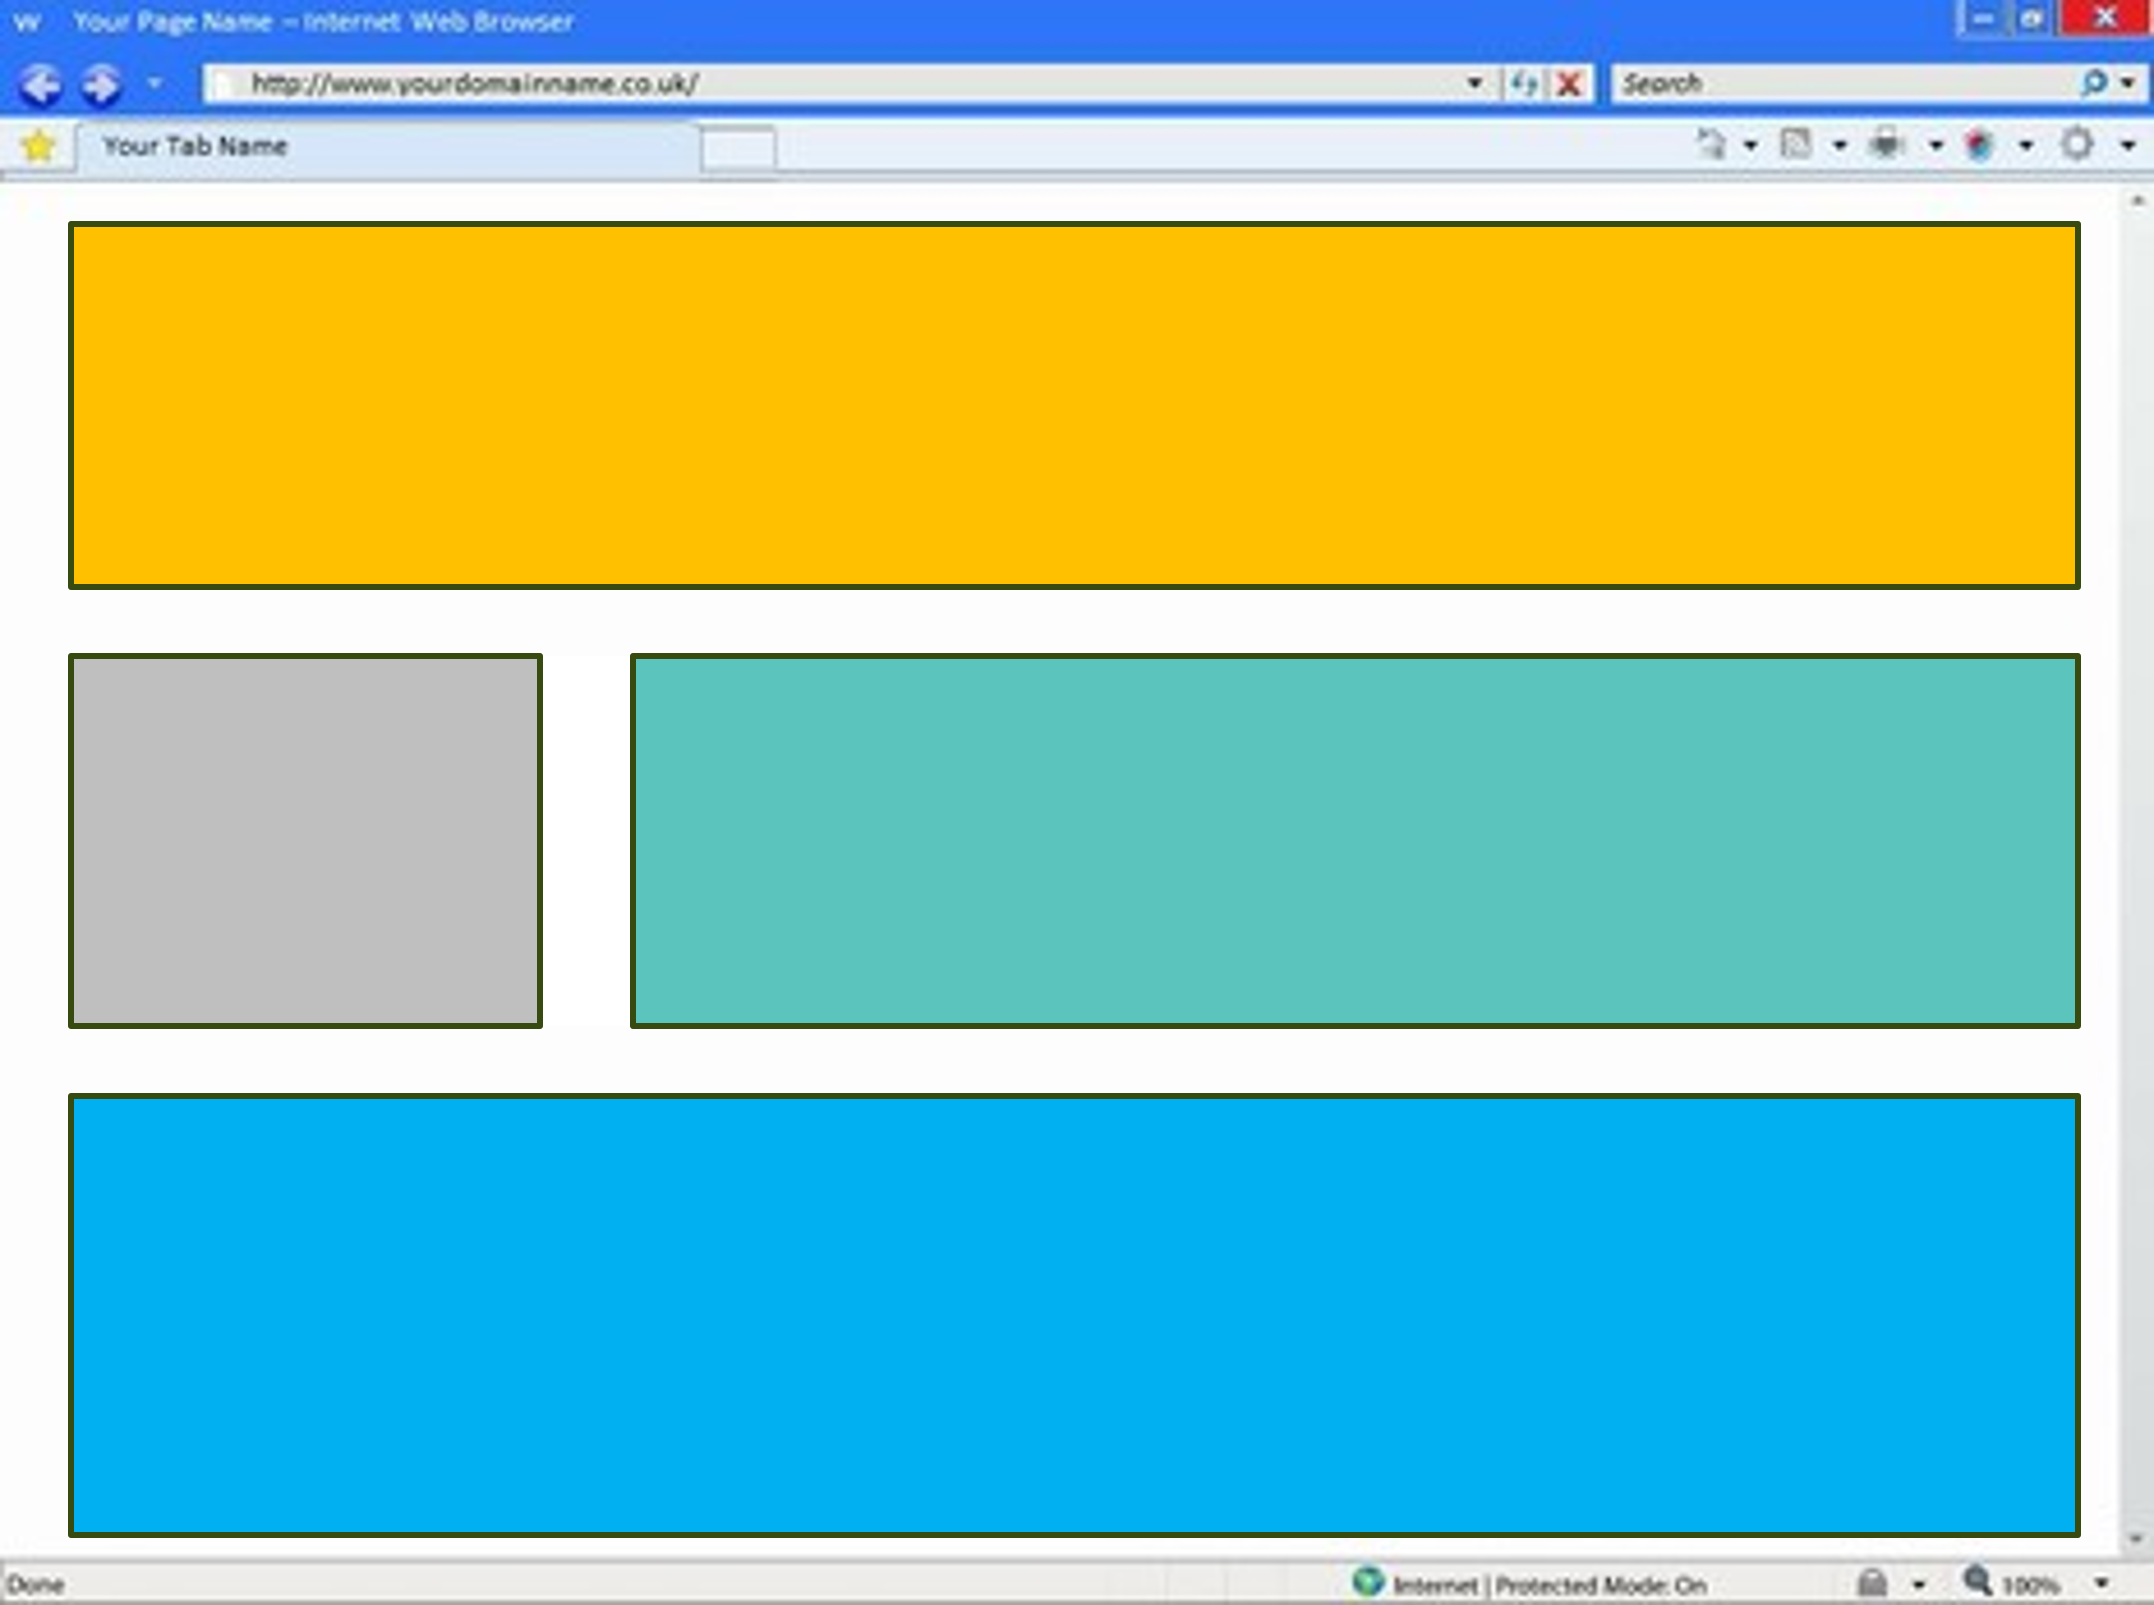 Your Page Name – Internet Web Browser
http://www.yourdomainname.co.uk/
Search
Your Tab Name
Done
Internet | Protected Mode: On
100%